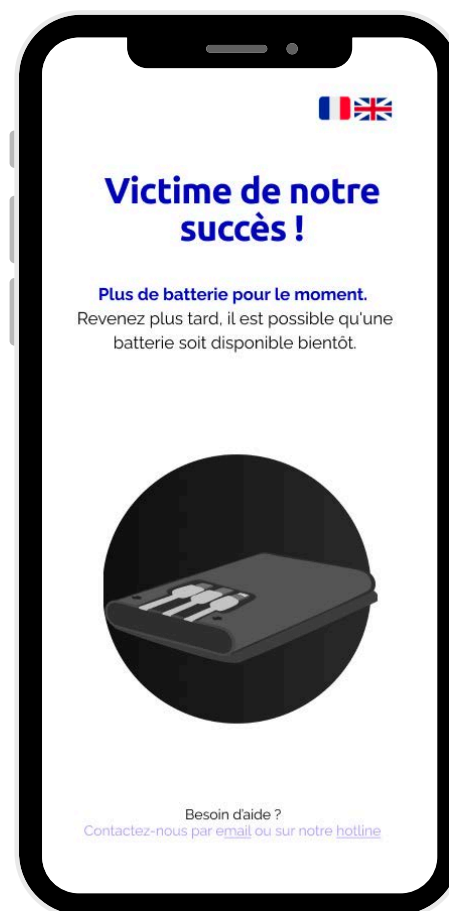 Victime de notre
succès !
Plus de batterie pour le moment.
Revenez plus tard, il est possible qu'une
batterie soit disponible bientôt.
Besoin d'aide ?
Contactez-nous par email ou sur notre hotline